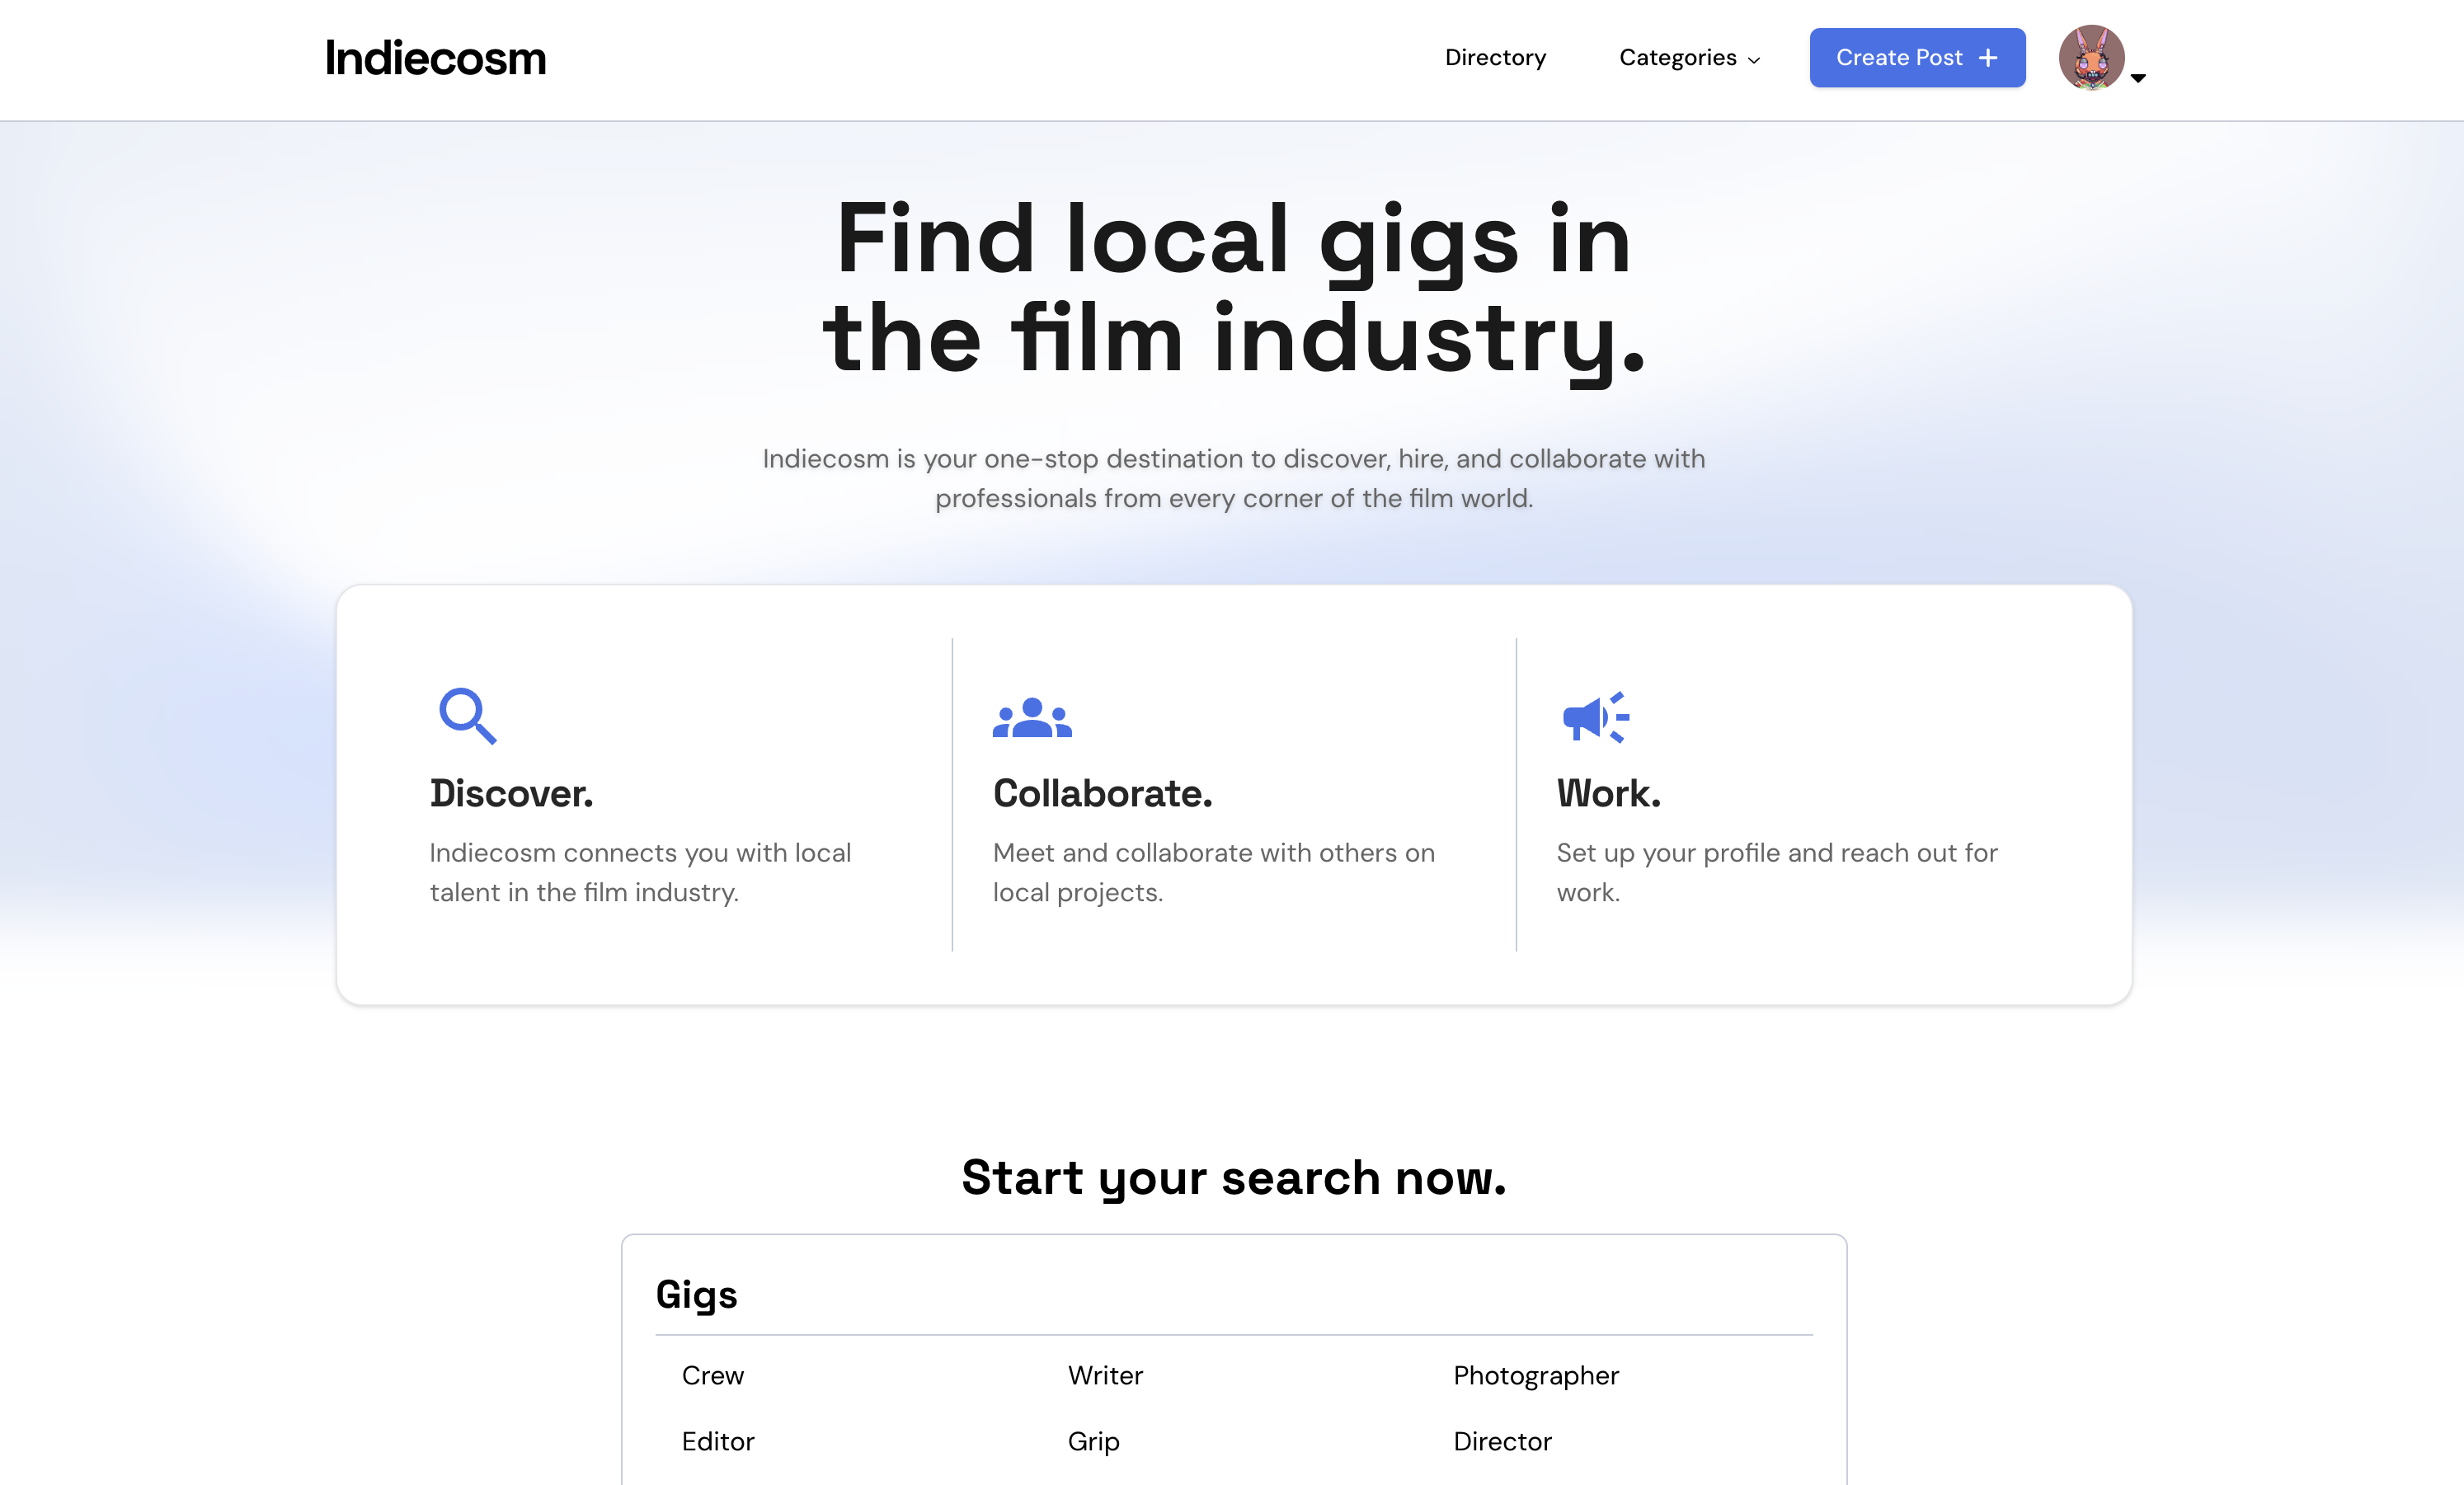 Indiecosm
Directory
Categories
Create Post
Find local gigs in
the film industry.
Indiecosm is your one-stop destination to discover, hire, and collaborate with
professionals from every corner of the film world.
Discover.
Indiecosm connects you with local
talent in the film industry.
Collaborate.
Meet and collaborate with others on
local projects.
Work.
Set up your profile and reach out for
work.
Start your search now.
Gigs
Crew
Writer
Photographer
Editor
Grip
Director